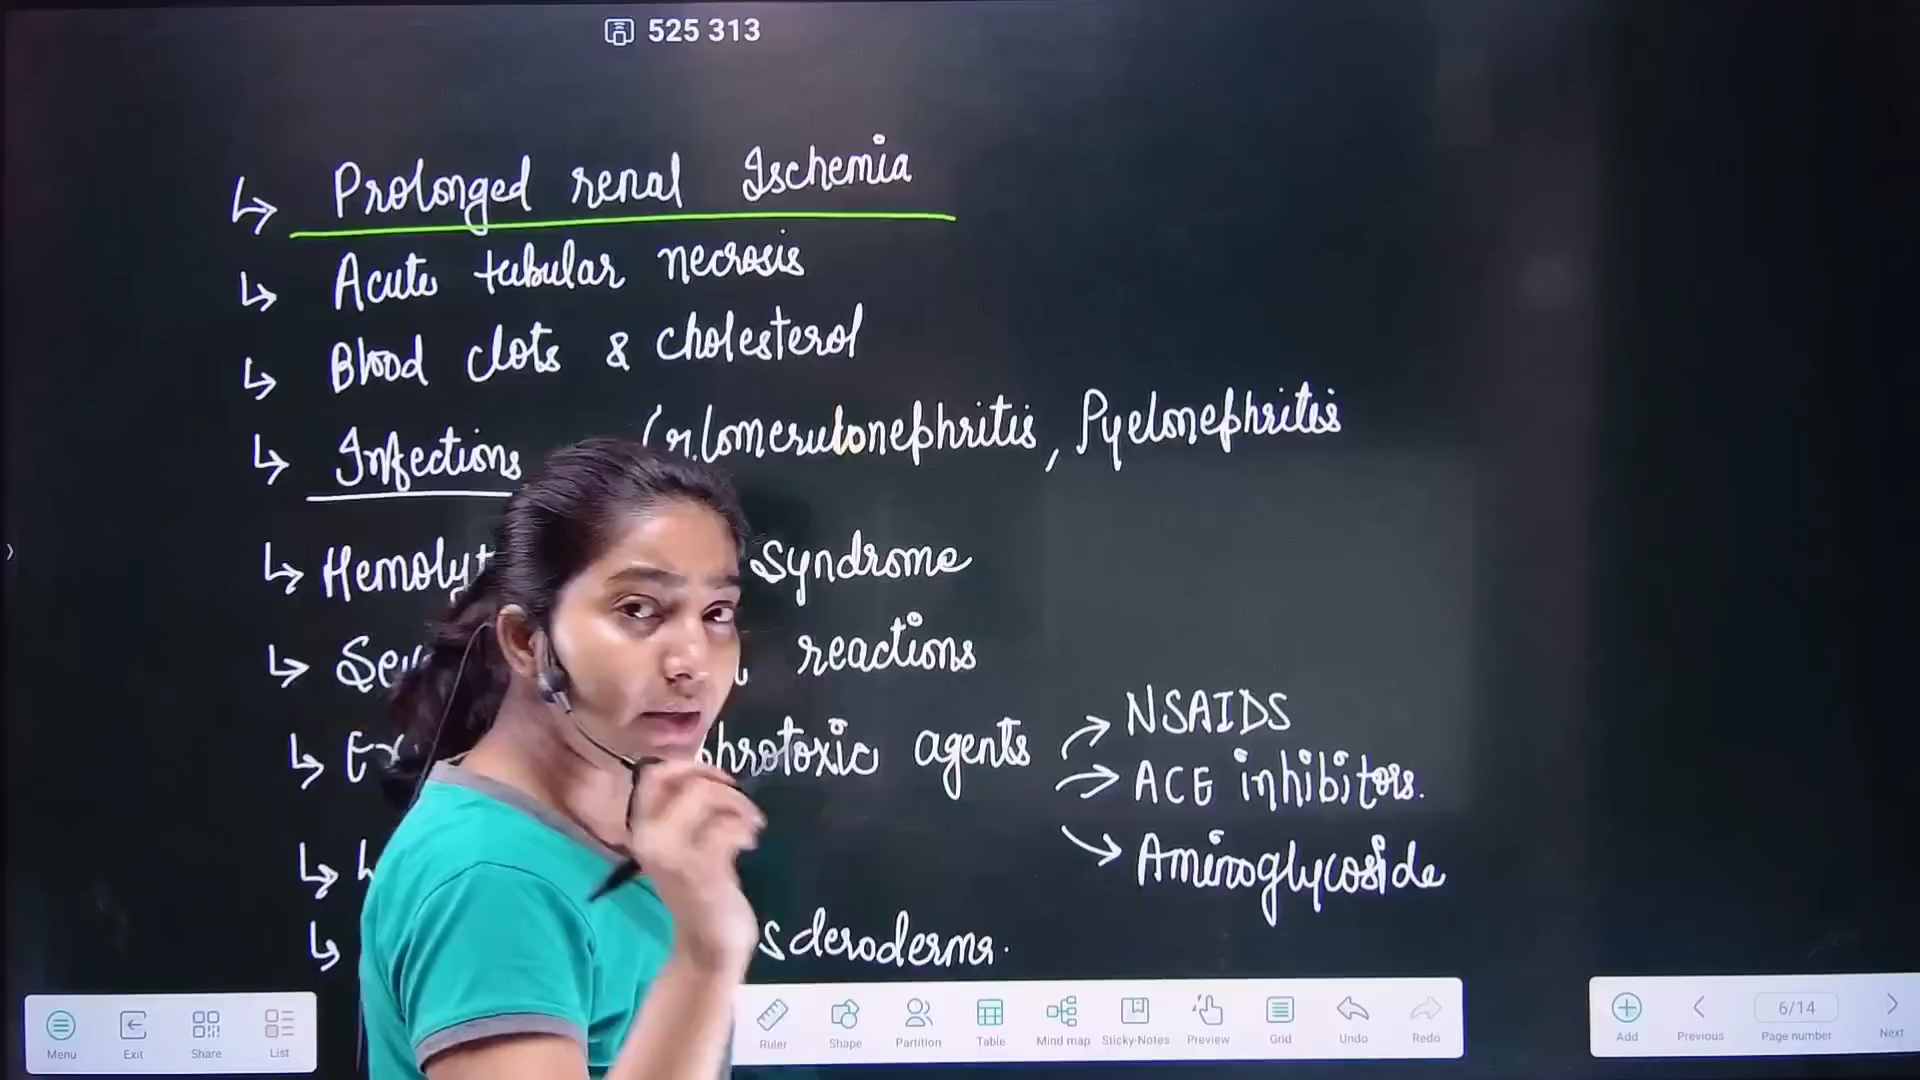 525 313
↳ Prolonged renal Ischemia
↳ Acute tubular necrosis
↳ Blood clots & cholesterol
↳ Infections (Glomerulonephritis, Pyelonephritis
↳ Hemolyt Syndrome
↳ reactions
↳ agents → NSAIDS
→ ACE inhibitors.
→ Aminoglycoside
↳
↳ scleroderma.
Menu Exit Share List Ruler Shape Partition Table Mind map Sticky-Notes Preview Grid Undo Redo Add Previous 6/14 Page number Next